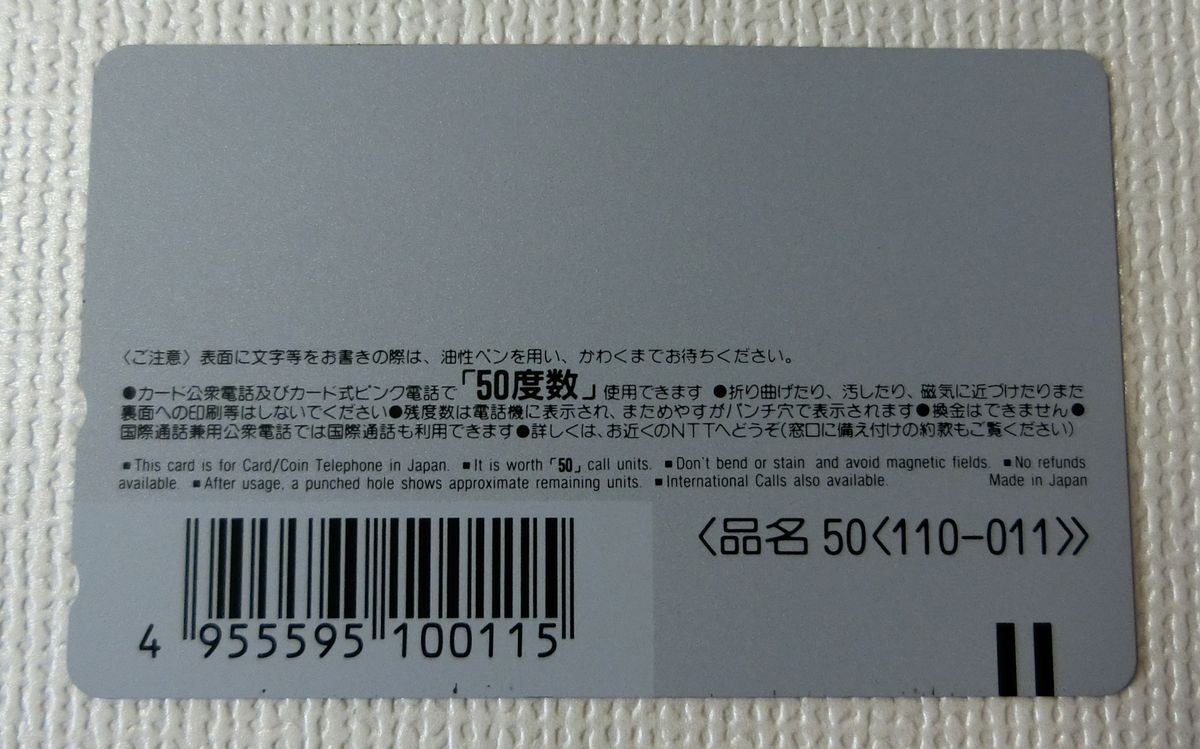 〈ご注意〉表面に文字等をお書きの際は、油性ペンを用い、かわくまでお待ちください。
●カード公衆電話及びカード式ピンク電話で「50度数」使用できます ●折り曲げたり、汚したり、磁気に近づけたりまた
裏面への印刷等はしないでください●残度数は電話機に表示され、まためやすがパンチ穴で表示されます●換金はできません●
国際通話兼用公衆電話では国際通話も利用できます●詳しくは、お近くのNTTへどうぞ(窓口に備え付けの約款もご覧ください)
■This card is for Card/Coin Telephone in Japan. ■It is worth「50」call units. ■Don't bend or stain and avoid magnetic fields. ■No refunds
available. ■After usage, a punched hole shows approximate remaining units. ■International Calls also available. Made in Japan
〈品名 50〈110-011〉〉
4 955595 100115